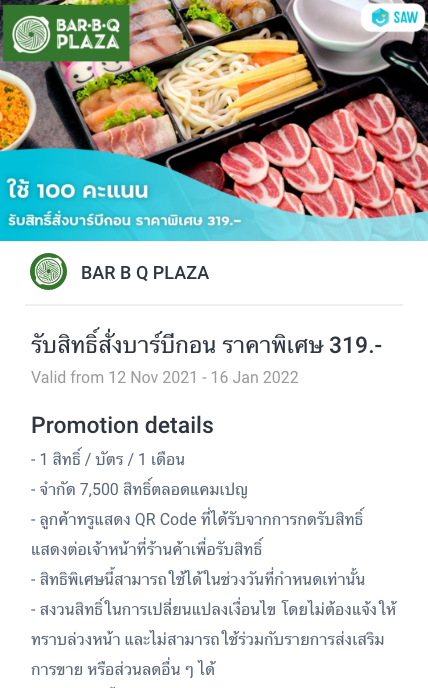 BAR·B·Q
PLAZA
SAW
ใช้ 100 คะแนน
รับสิทธิ์สั่งบาร์บีกอน ราคาพิเศษ 319.-
BAR B Q PLAZA
รับสิทธิ์สั่งบาร์บีกอน ราคาพิเศษ 319.-
Valid from 12 Nov 2021 - 16 Jan 2022
Promotion details
- 1 สิทธิ์ / บัตร / 1 เดือน
- จำกัด 7,500 สิทธิ์ตลอดแคมเปญ
- ลูกค้าทรูแสดง QR Code ที่ได้รับจากการกดรับสิทธิ์
แสดงต่อเจ้าหน้าที่ร้านค้าเพื่อรับสิทธิ์
- สิทธิพิเศษนี้สามารถใช้ได้ในช่วงวันที่กำหนดเท่านั้น
- สงวนสิทธิ์ในการเปลี่ยนแปลงเงื่อนไข โดยไม่ต้องแจ้งให้
ทราบล่วงหน้า และไม่สามารถใช้ร่วมกับรายการส่งเสริม
การขาย หรือส่วนลดอื่น ๆ ได้